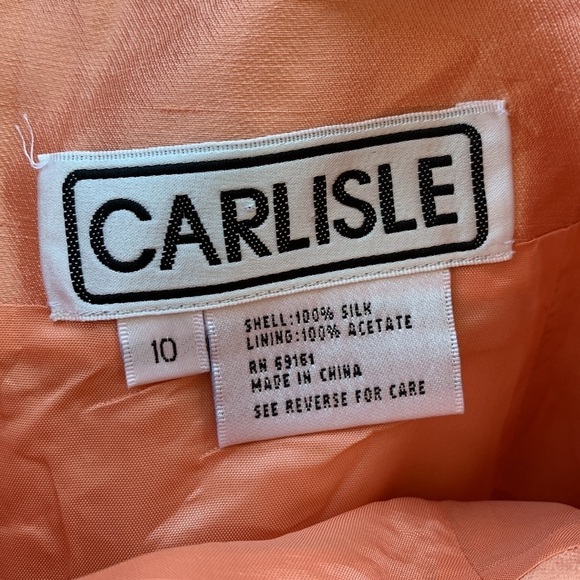 CARLISLE
10
SHELL:100% SILK
LINING:100% ACETATE
RN 69161
MADE IN CHINA
SEE REVERSE FOR CARE